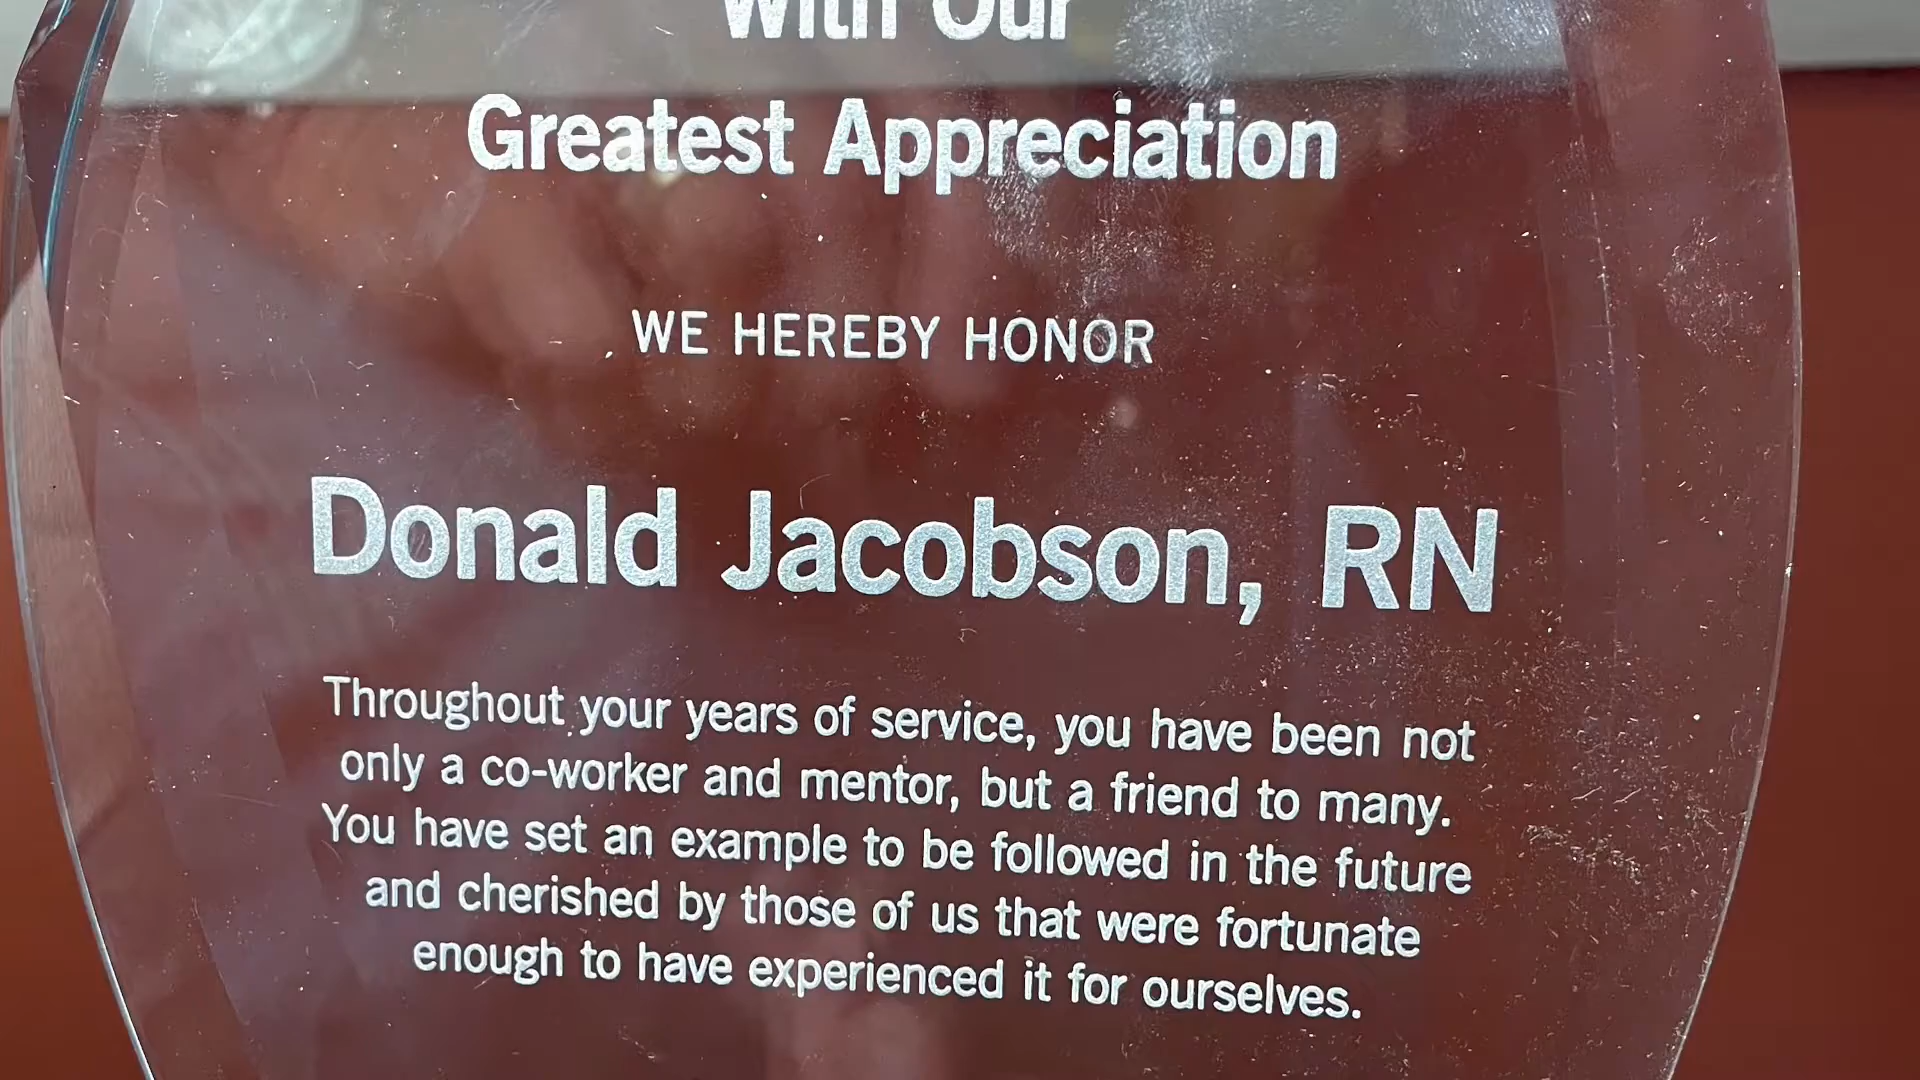 With Our
Greatest Appreciation
WE HEREBY HONOR
Donald Jacobson, RN
Throughout your years of service, you have been not
only a co-worker and mentor, but a friend to many.
You have set an example to be followed in the future
and cherished by those of us that were fortunate
enough to have experienced it for ourselves.